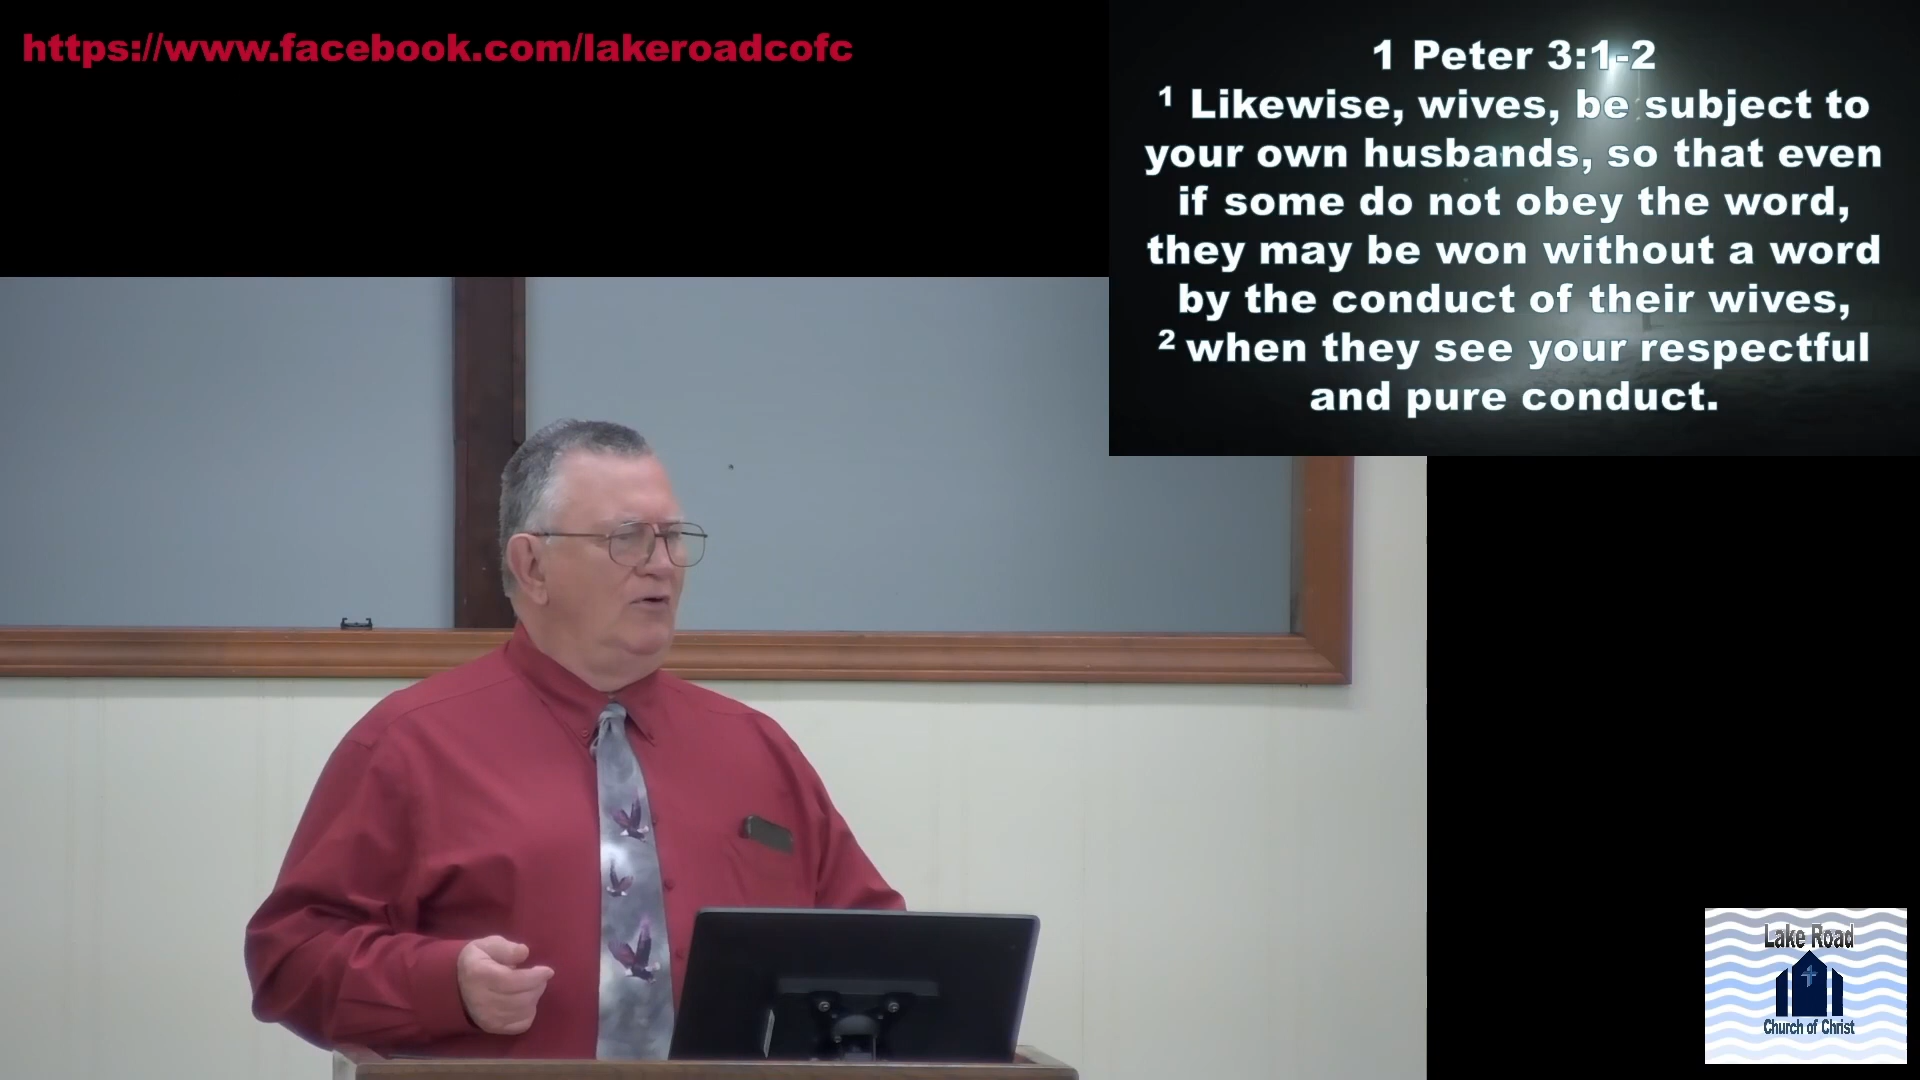 https://www.facebook.com/lakeroadcofc
1 Peter 3:1-2
¹ Likewise, wives, be subject to
your own husbands, so that even
if some do not obey the word,
they may be won without a word
by the conduct of their wives,
² when they see your respectful
and pure conduct.
Lake Road
Church of Christ